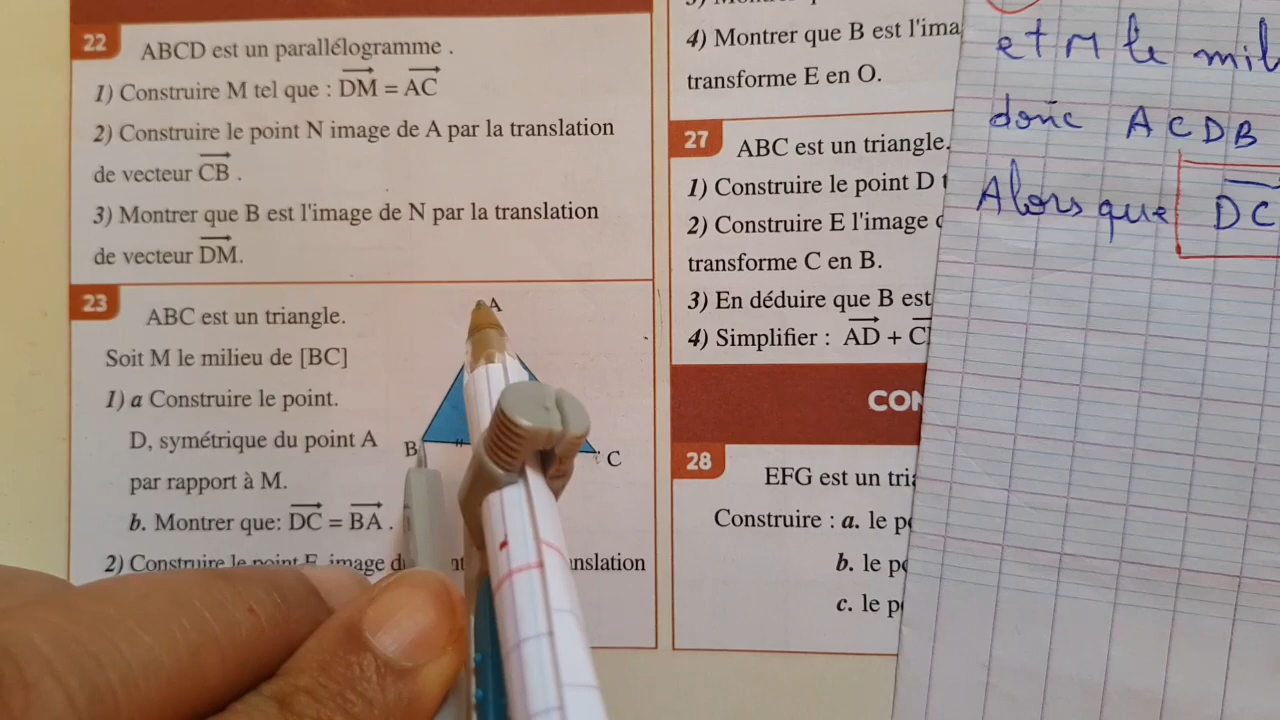 22
ABCD est un parallélogramme .
1) Construire M tel que : DM = AC
2) Construire le point N image de A par la translation
de vecteur CB .
3) Montrer que B est l'image de N par la translation
de vecteur DM.
23
ABC est un triangle.
Soit M le milieu de [BC]
1) a Construire le point.
D, symétrique du point A
par rapport à M.
b. Montrer que: DC = BA .
2) Construire le point E image
A
B
C
4) Montrer que B est l'ima
transforme E en O.
27
ABC est un triangle.
1) Construire le point D
2) Construire E l'image
transforme C en B.
3) En déduire que B est
4) Simplifier : AD + C
28
EFG est un
Construire : a. le
b. le
c. le
et M le mil
donc A C D B
Alors que DC